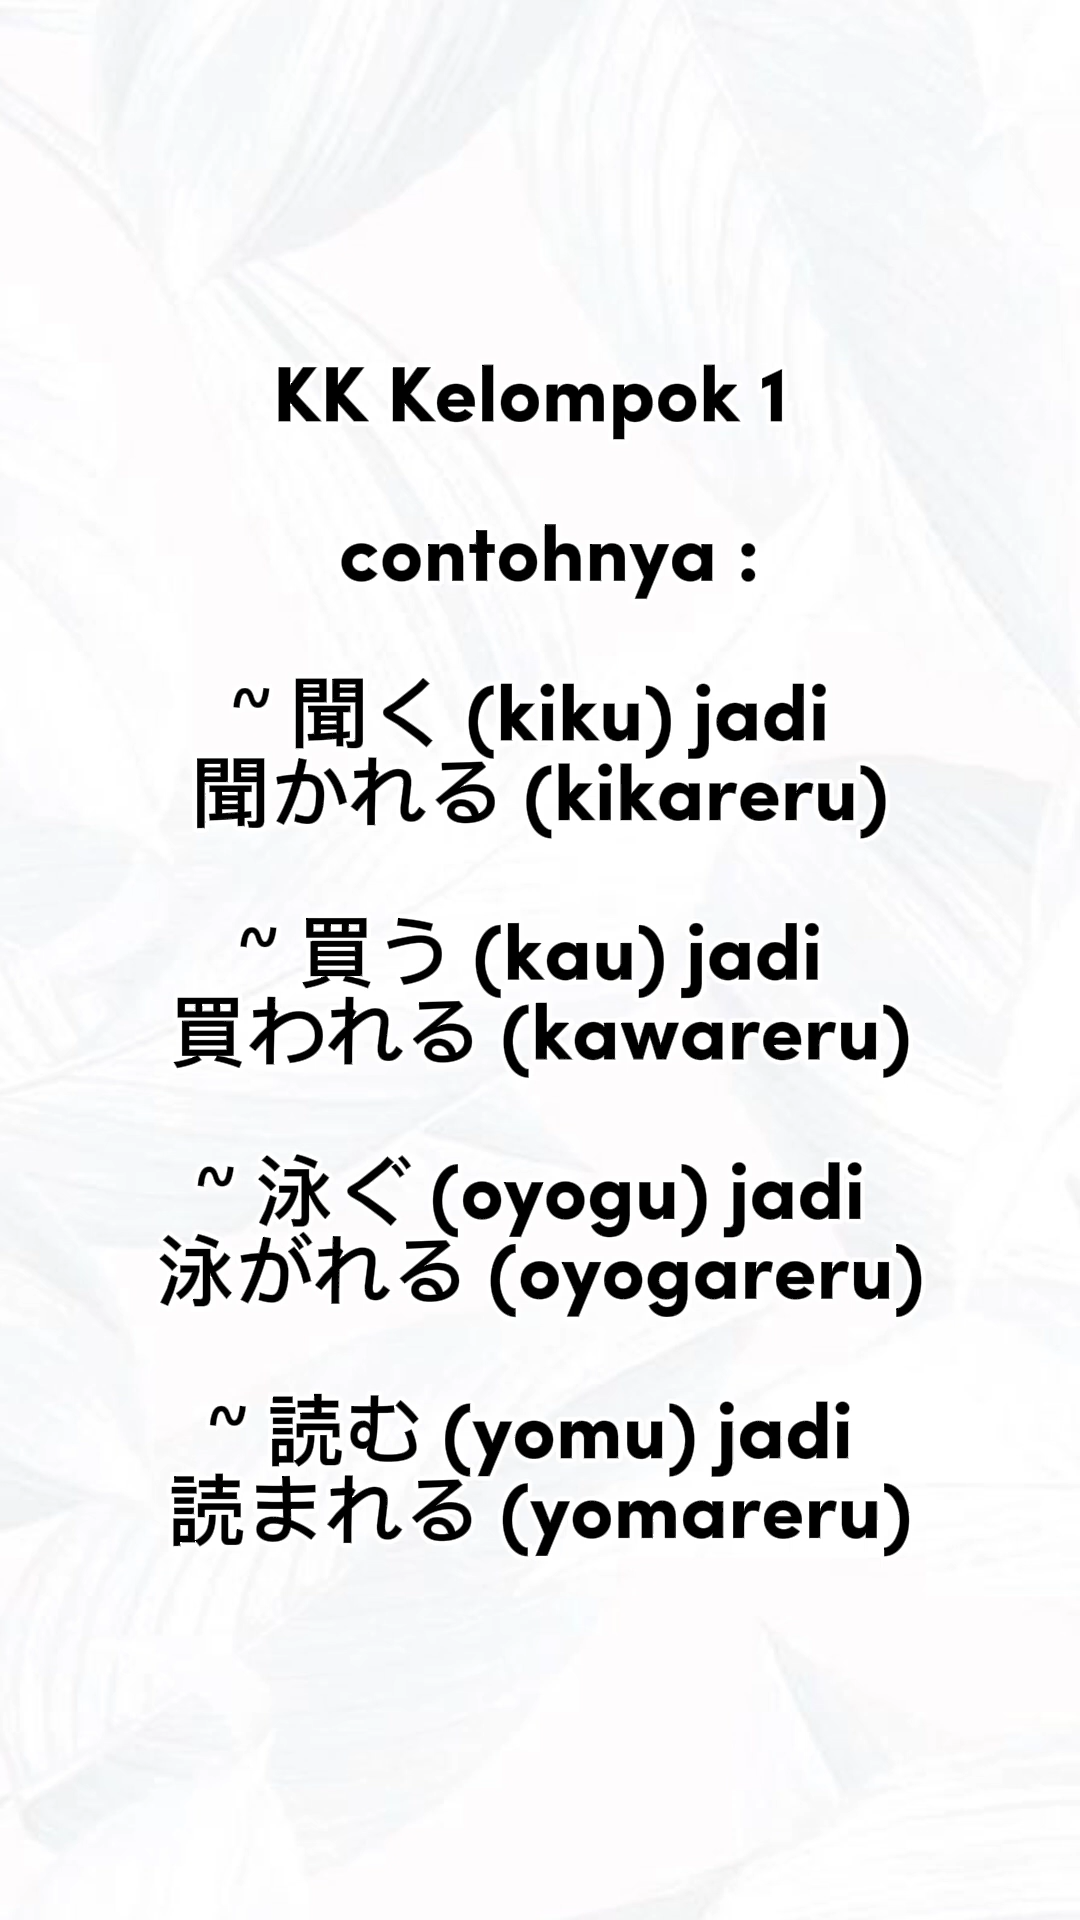 KK Kelompok 1
contohnya :
~ 聞く (kiku) jadi
聞かれる (kikareru)
~ 買う (kau) jadi
買われる (kawareru)
~ 泳ぐ (oyogu) jadi
泳がれる (oyogareru)
~ 読む (yomu) jadi
読まれる (yomareru)